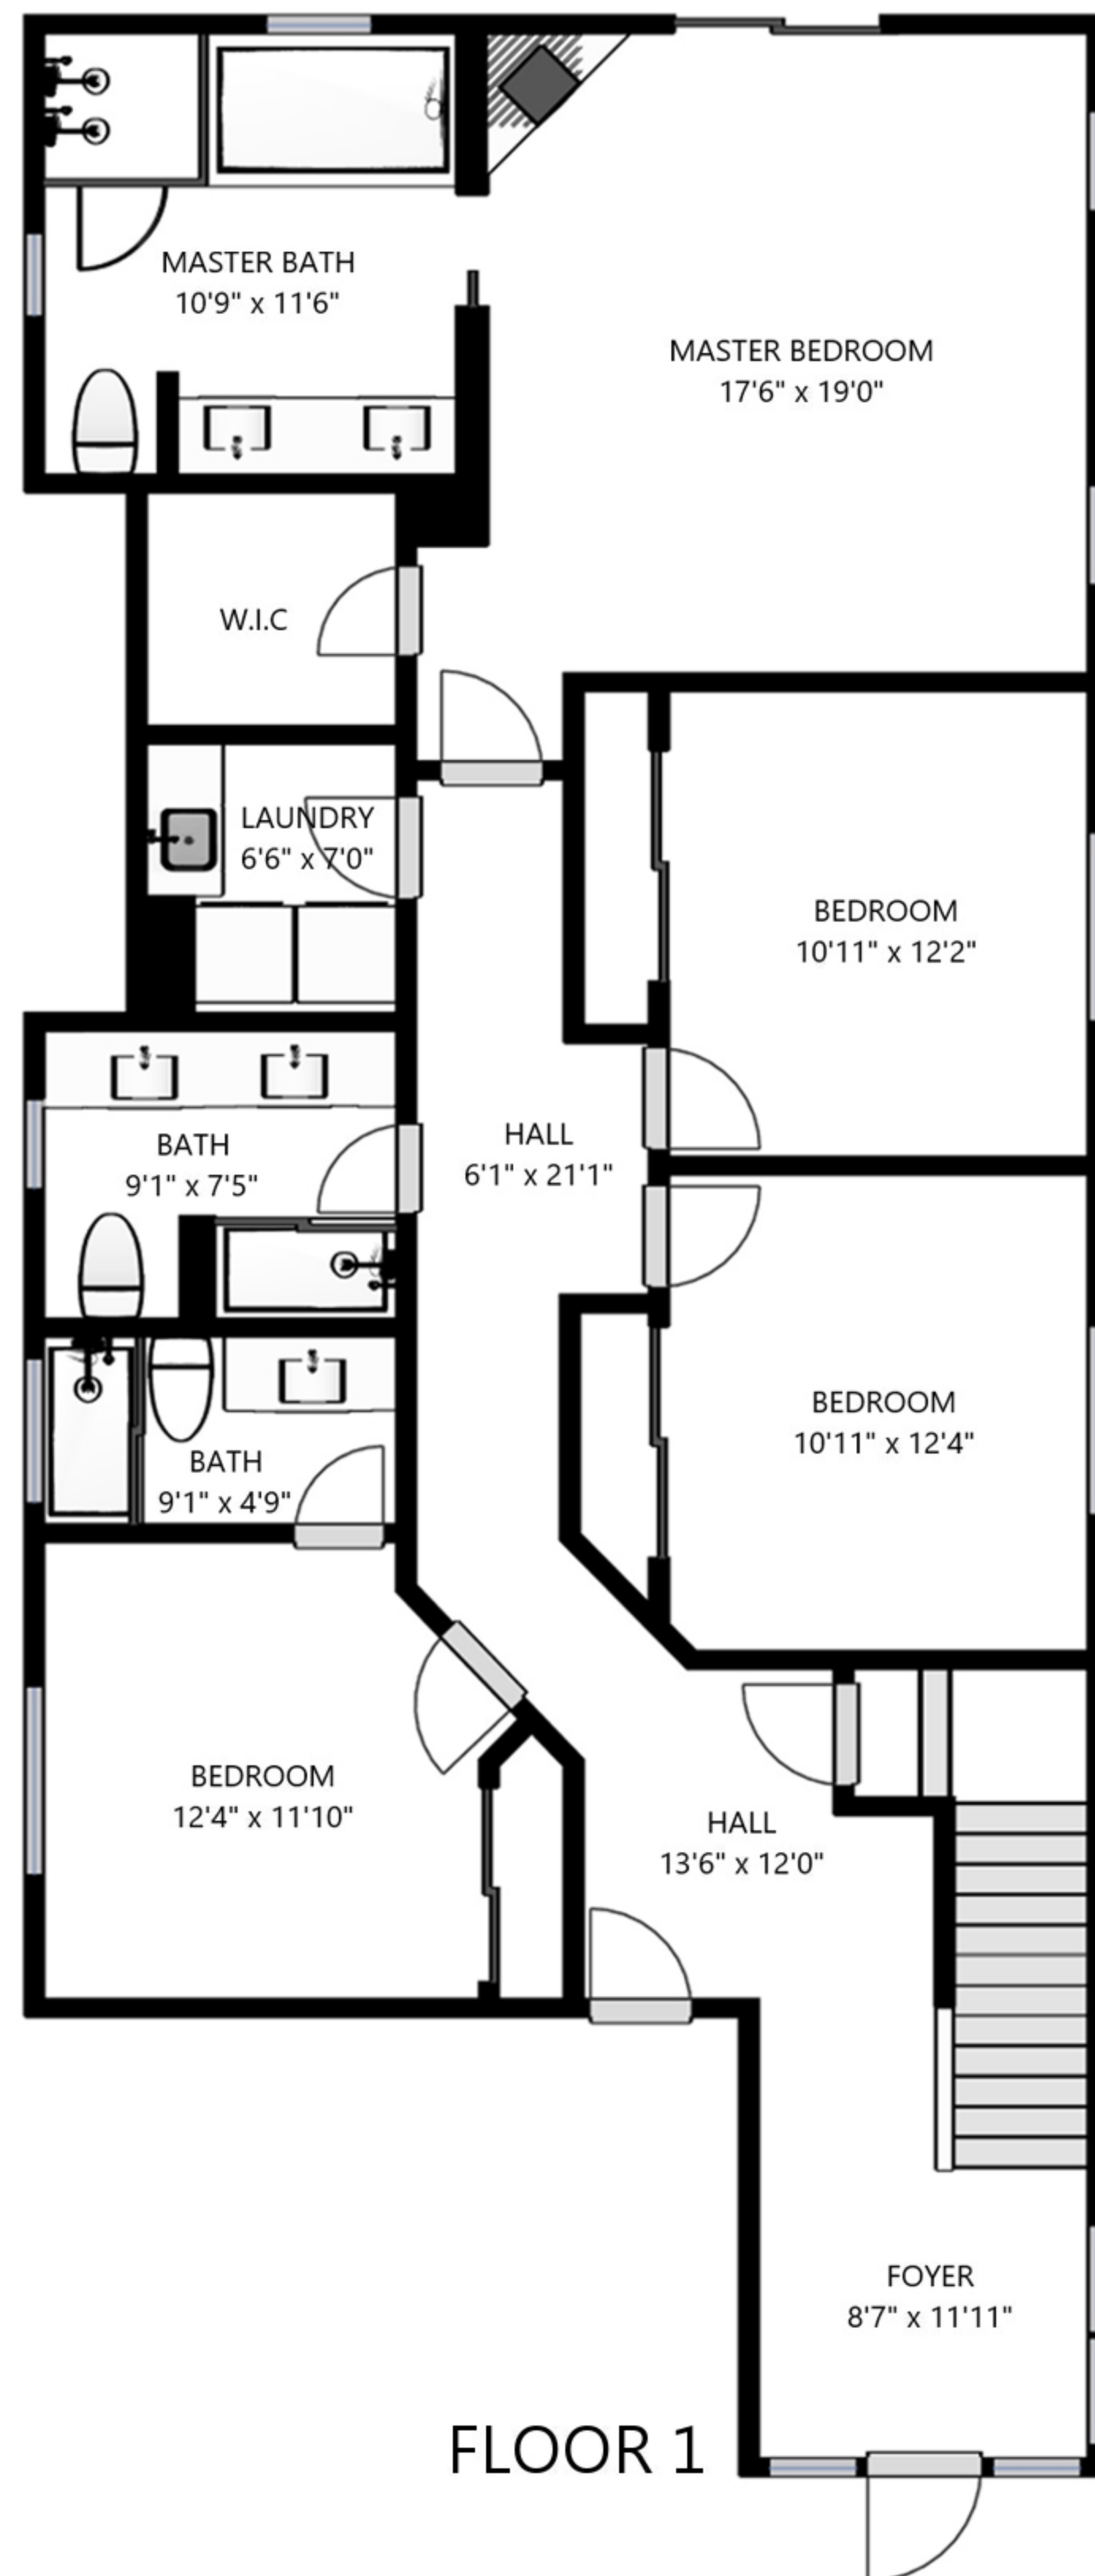 MASTER BATH
10'9" x 11'6"
MASTER BEDROOM
17'6" x 19'0"
W.I.C
LAUNDRY
6'6" x 7'0"
BEDROOM
10'11" x 12'2"
HALL
6'1" x 21'1"
BATH
9'1" x 7'5"
BEDROOM
10'11" x 12'4"
BATH
9'1" x 4'9"
BEDROOM
12'4" x 11'10"
HALL
13'6" x 12'0"
FOYER
8'7" x 11'11"
FLOOR 1